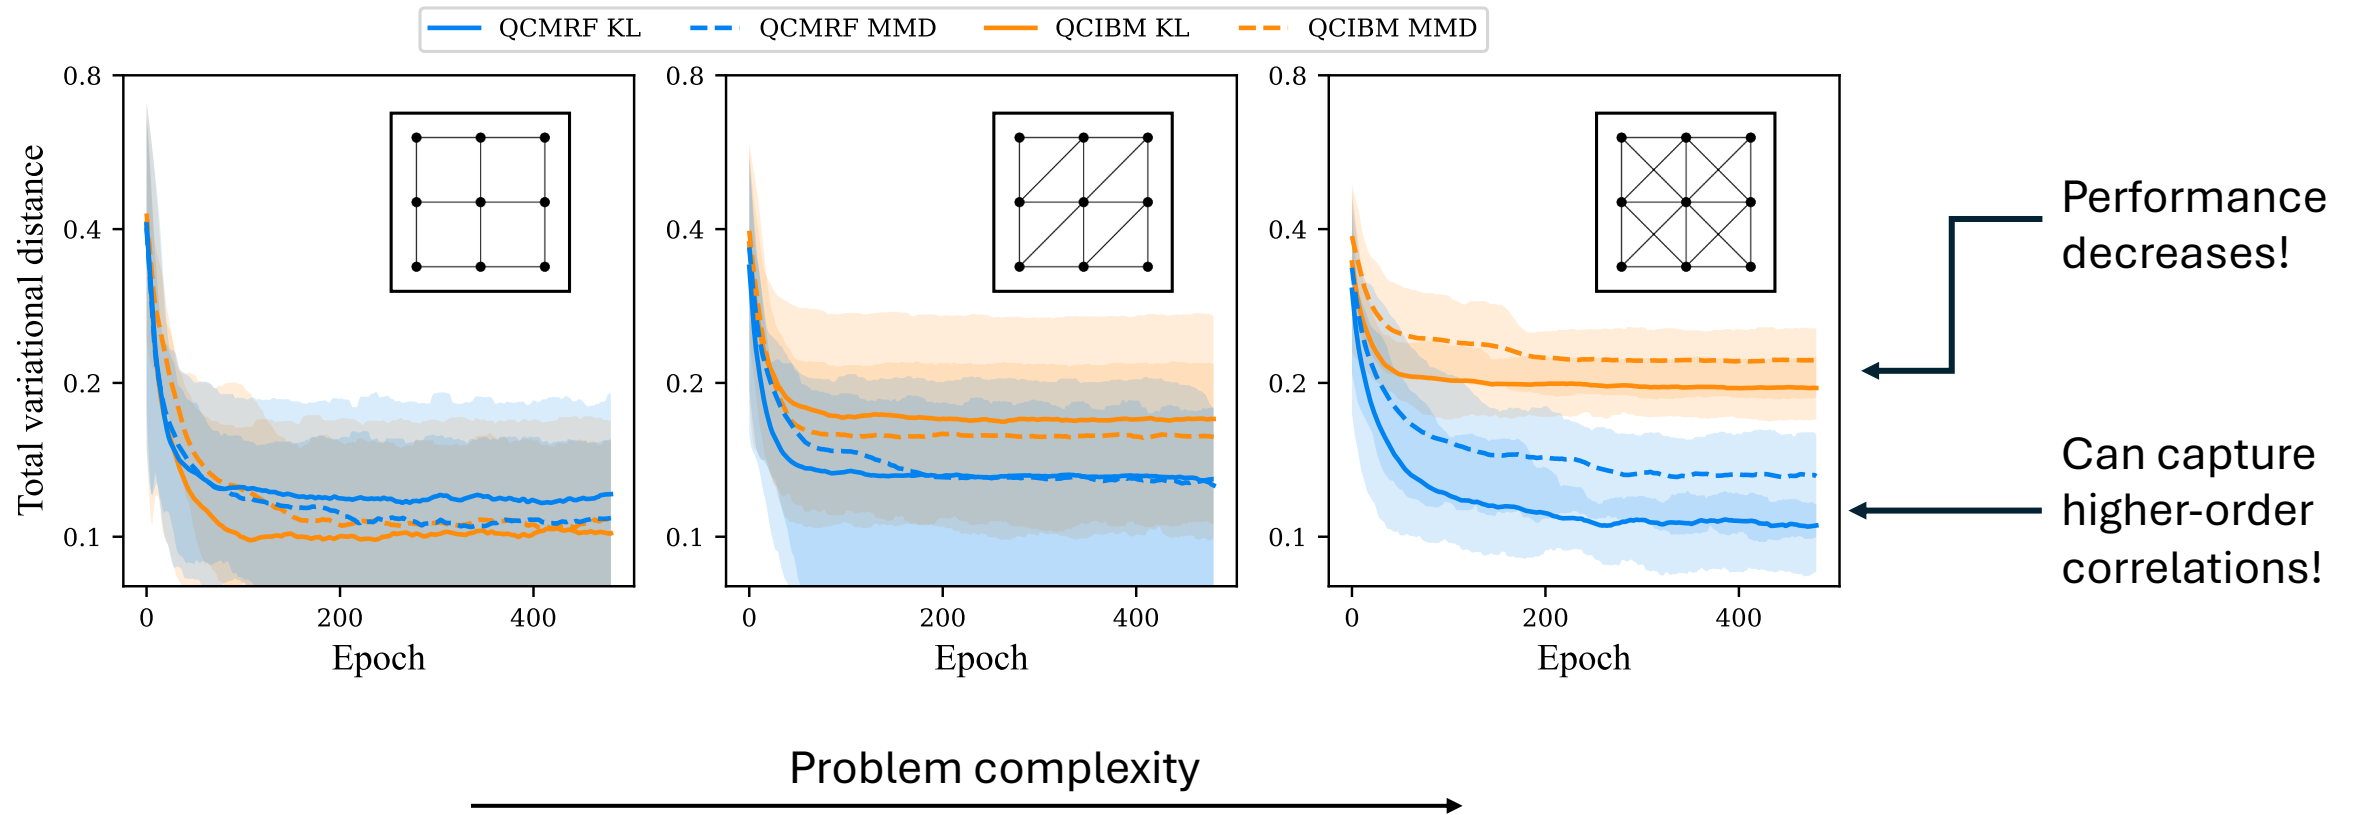 QCMRF KL QCMRF MMD QCIBM KL QCIBM MMD
Total variational distance
0.8
0.4
0.2
0.1
0 200 400
Epoch
0.8
0.4
0.2
0.1
0 200 400
Epoch
0.8
0.4
0.2
0.1
0 200 400
Epoch
Performance
decreases!
Can capture
higher-order
correlations!
Problem complexity